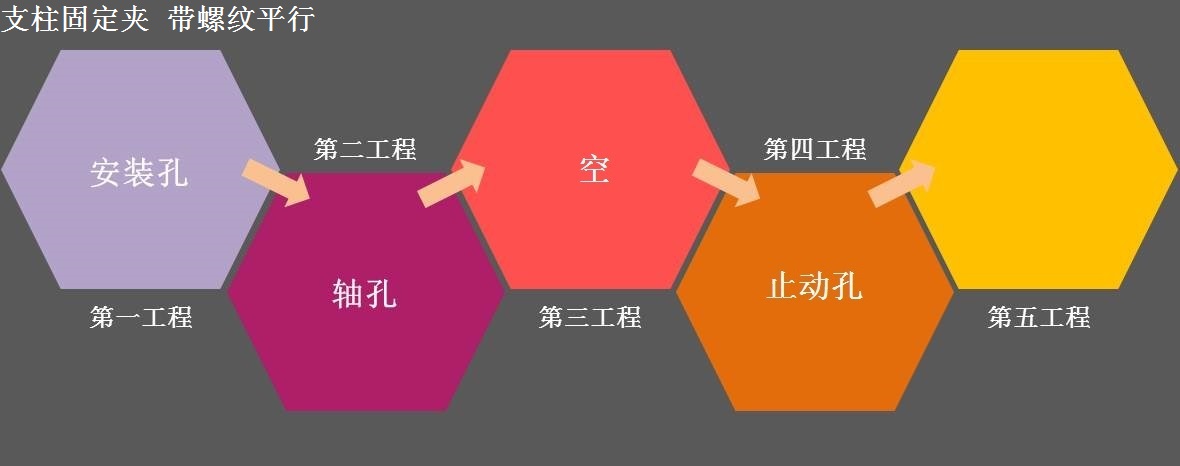 支柱固定夹 带螺纹平行
安装孔
第一工程
第二工程
轴孔
空
第三工程
第四工程
止动孔
第五工程